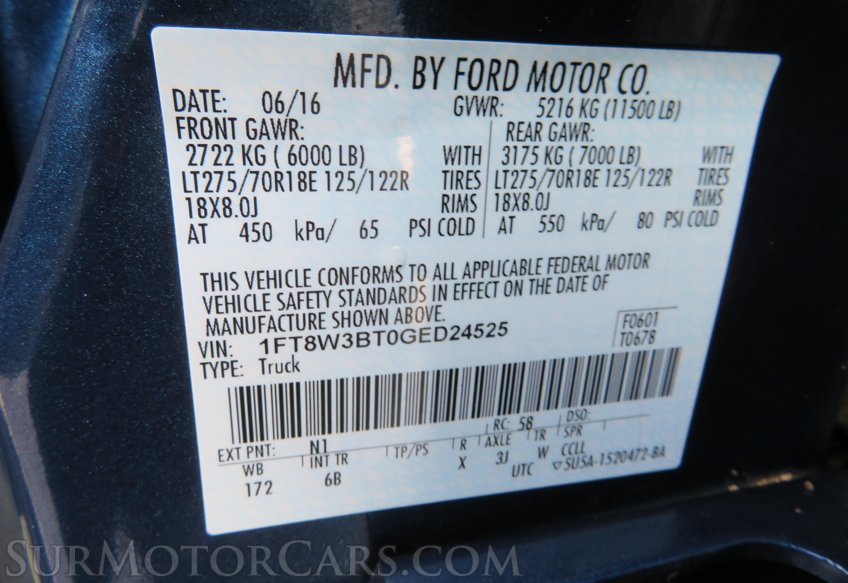 MFD. BY FORD MOTOR CO.
DATE: 06/16 GVWR: 5216 KG (11500 LB)
FRONT GAWR: REAR GAWR:
2722 KG ( 6000 LB) WITH 3175 KG ( 7000 LB) WITH
LT275/70R18E 125/122R TIRES LT275/70R18E 125/122R TIRES
18X8.0J RIMS 18X8.0J RIMS
AT 450 kPa/ 65 PSI COLD AT 550 kPa/ 80 PSI COLD
THIS VEHICLE CONFORMS TO ALL APPLICABLE FEDERAL MOTOR
VEHICLE SAFETY STANDARDS IN EFFECT ON THE DATE OF
MANUFACTURE SHOWN ABOVE.
VIN: 1FT8W3BT0GED24525 F0601
TYPE: Truck T0678
EXT PNT: N1 RC: 58 DSO:
WB INT TR TP/PS R AXLE TR SPR
172 6B X 3J W CCLL
UTC ▽SU5A-1520472-BA
SurMotorCars.com